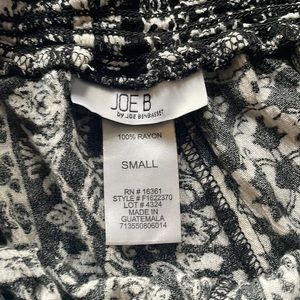 JOE B
by JOE BENBASSET
100% RAYON
SMALL
RN # 16361
STYLE # F1622370
LOT # 4324
MADE IN
GUATEMALA
713550806014